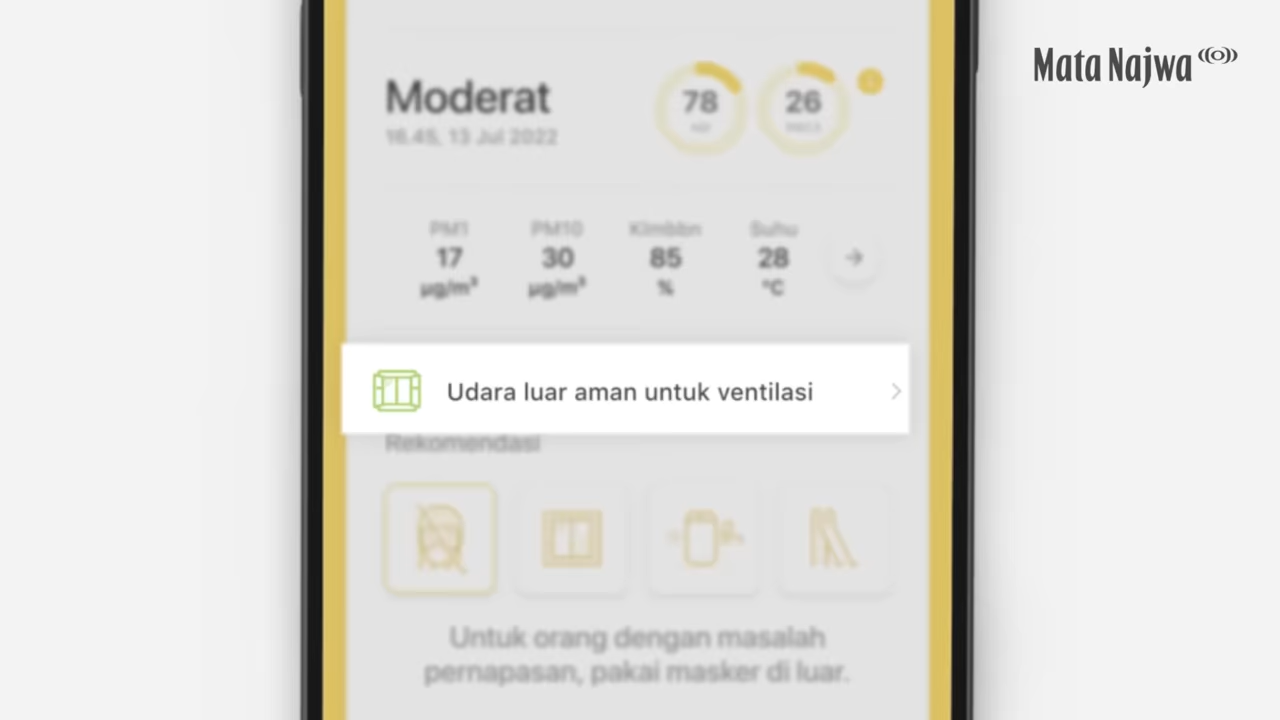 Mata Najwa
Moderat
78
26
16.45, 13 Jul 2022
PM1
PM10
Suhu
17
30
85
28
µg/m³
µg/m³
%
°C
Udara luar aman untuk ventilasi
Rekomendasi
Untuk orang dengan masalah
pernapasan, pakai masker di luar.